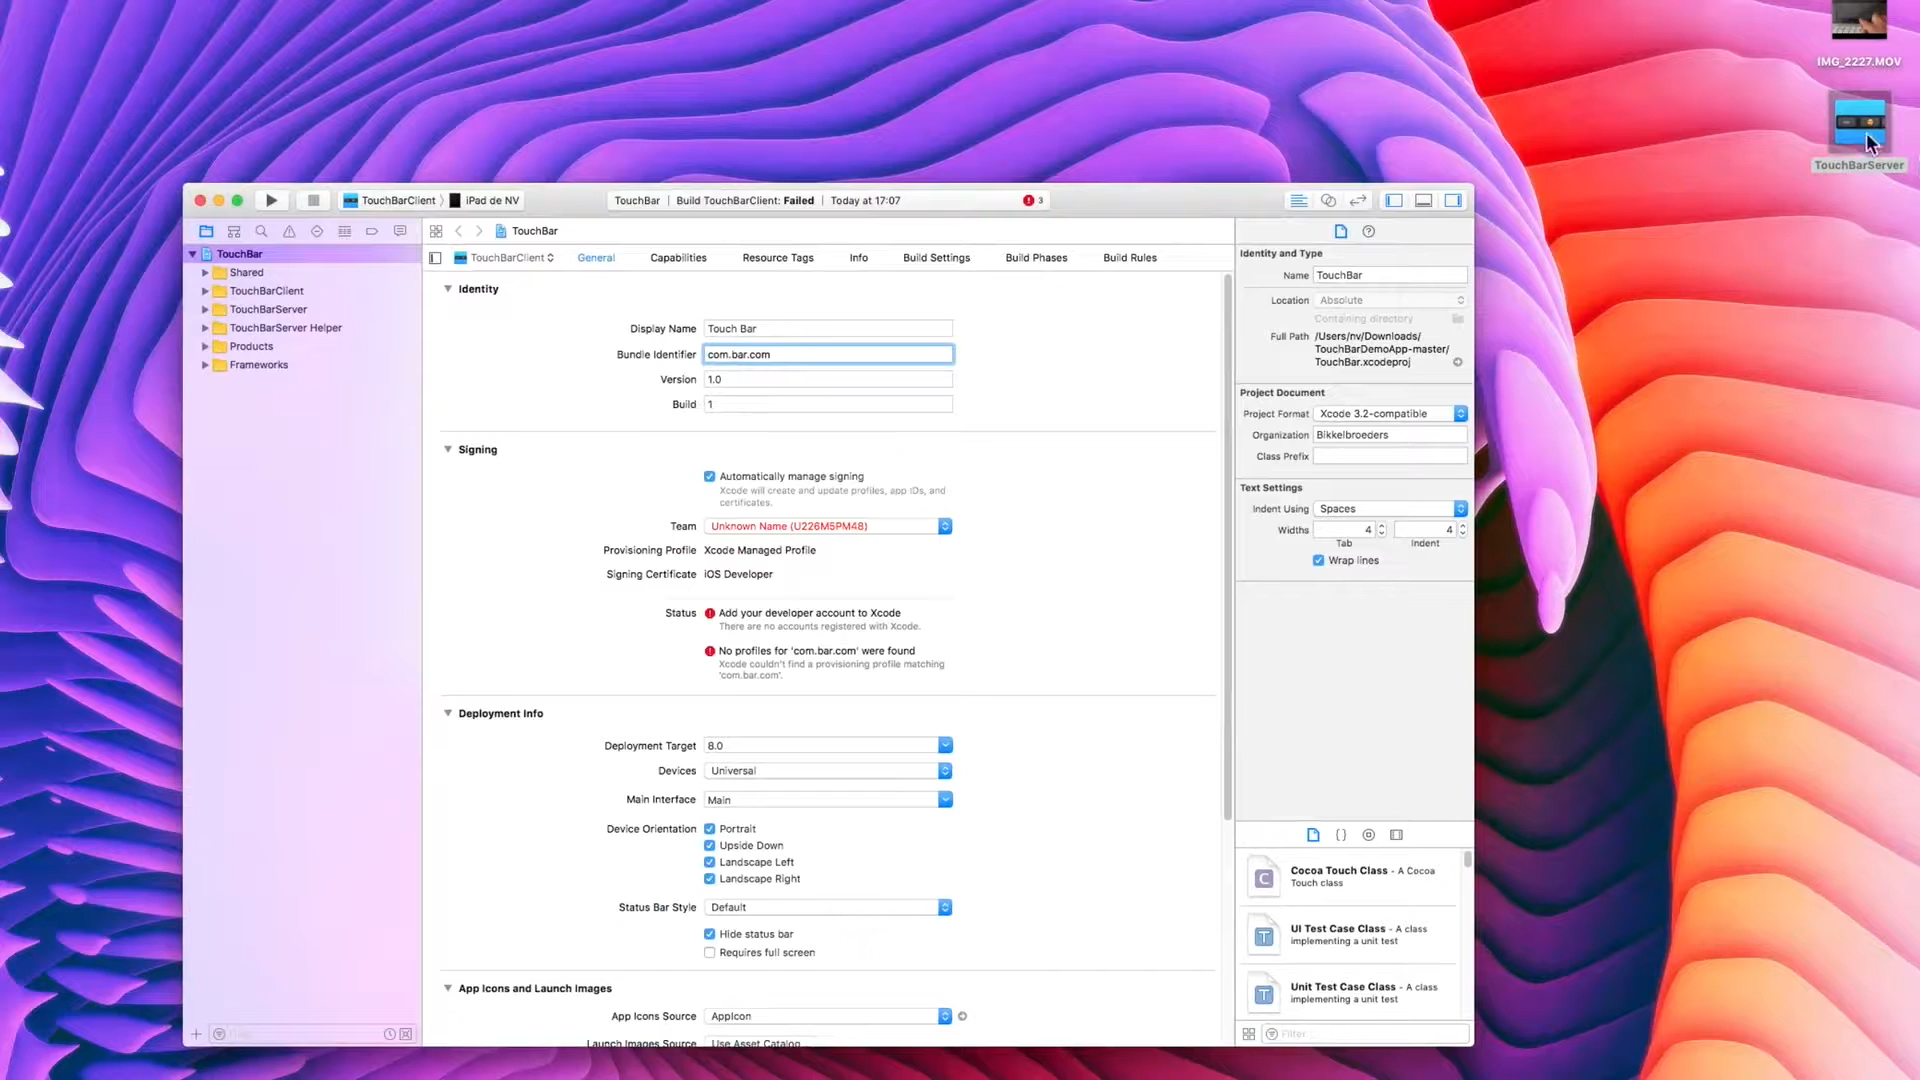 IMG_2227.MOV
TouchBarServer
TouchBarClient
iPad de NV
TouchBar | Build TouchBarClient: Failed | Today at 17:07
3
TouchBar
Shared
TouchBarClient
TouchBarServer
TouchBarServer Helper
Products
Frameworks
Filter
TouchBar
TouchBarClient
General
Capabilities
Resource Tags
Info
Build Settings
Build Phases
Build Rules
Identity
Display Name Touch Bar
Bundle Identifier com.bar.com
Version 1.0
Build 1
Signing
Automatically manage signing
Xcode will create and update profiles, app IDs, and
certificates.
Team Unknown Name (U226M5PM48)
Provisioning Profile Xcode Managed Profile
Signing Certificate iOS Developer
Status Add your developer account to Xcode
There are no accounts registered with Xcode.
No profiles for 'com.bar.com' were found
Xcode couldn't find a provisioning profile matching
'com.bar.com'.
Deployment Info
Deployment Target 8.0
Devices Universal
Main Interface Main
Device Orientation Portrait
Upside Down
Landscape Left
Landscape Right
Status Bar Style Default
Hide status bar
Requires full screen
App Icons and Launch Images
App Icons Source AppIcon
Launch Images Source Use Asset Catalog
Identity and Type
Name TouchBar
Location Absolute
Containing directory
Full Path /Users/nv/Downloads/
TouchBarDemoApp-master/
TouchBar.xcodeproj
Project Document
Project Format Xcode 3.2-compatible
Organization Bikkelbroeders
Class Prefix
Text Settings
Indent Using Spaces
Widths 4 4
Tab Indent
Wrap lines
C
Cocoa Touch Class - A Cocoa
Touch class
T
UI Test Case Class - A class
implementing a unit test
T
Unit Test Case Class - A class
implementing a unit test
Filter